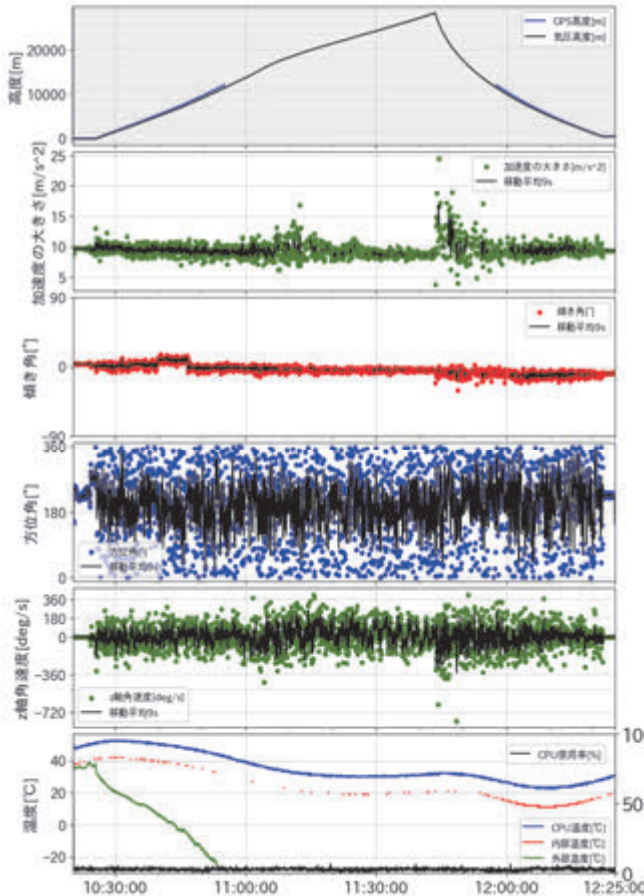 GPS高度[m]
気圧高度[m]
高度[m]
20000
10000
0
加速度の大きさ[m/s^2]
移動平均9s
加速度の大きさ[m/s^2]
25
20
15
10
5
傾き角[°]
移動平均9s
傾き角[°]
90
0
-90
方位角[°]
360
180
0
方位角[°]
移動平均9s
z軸角速度[deg/s]
360
180
0
-360
-720
z軸角速度[deg/s]
移動平均9s
温度[℃]
40
20
0
-20
100
50
0
CPU使用率[%]
CPU温度[℃]
内部温度[℃]
外部温度[℃]
10:30:00
11:00:00
11:30:00
12:00:00
12:25:00